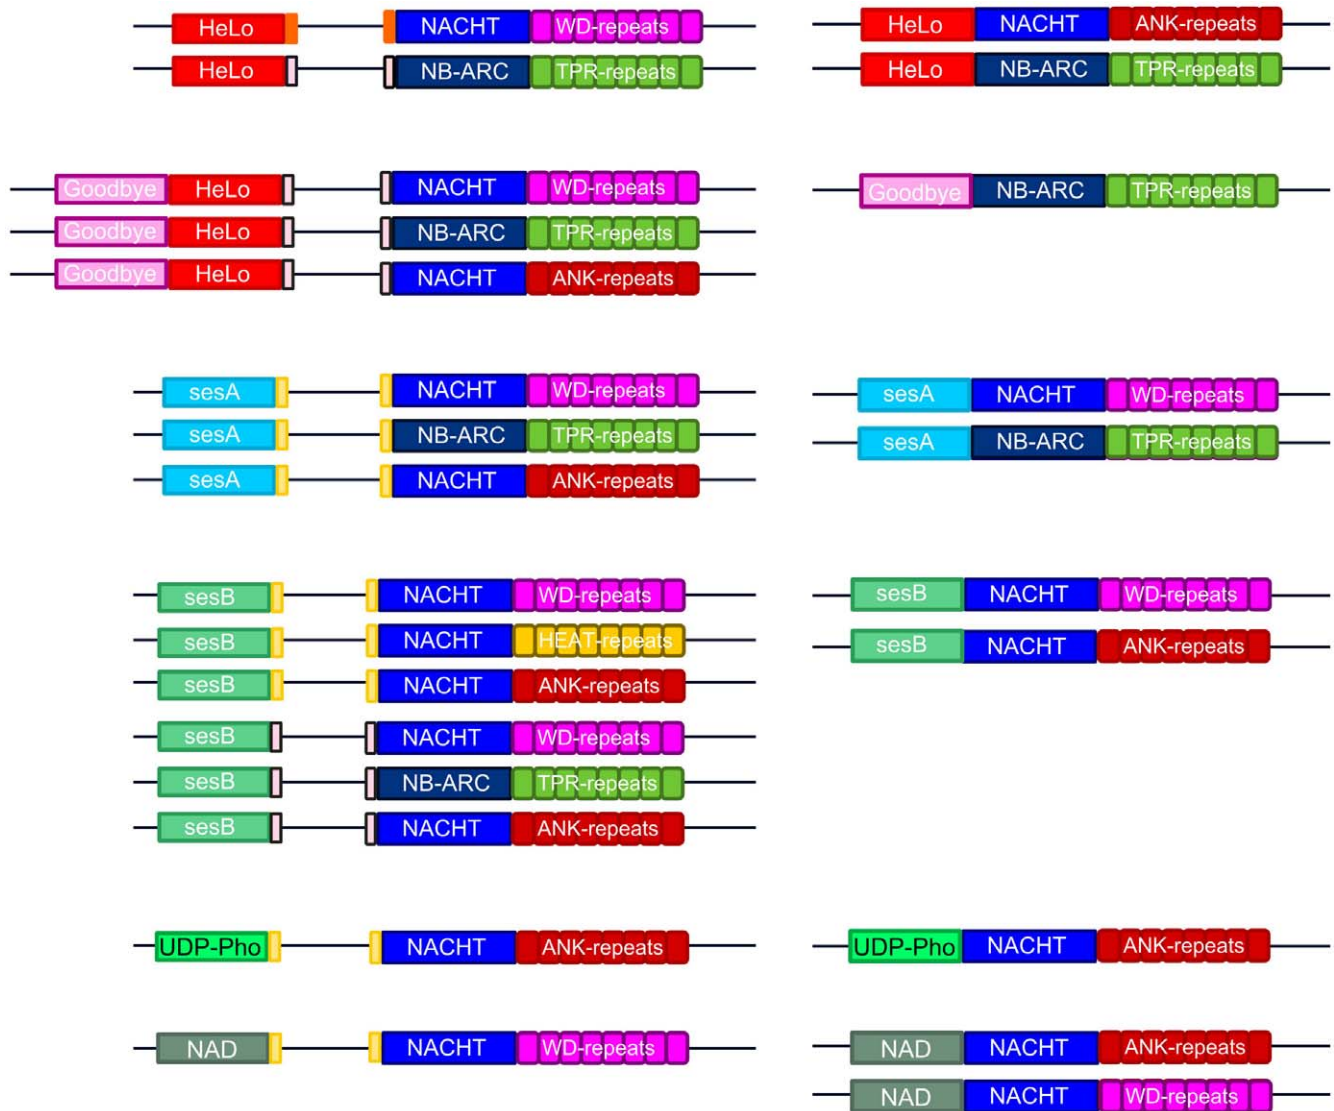 HeLo NACHT WD-repeats HeLo NACHT ANK-repeats
HeLo NB-ARC TPR-repeats HeLo NB-ARC TPR-repeats
Goodbye HeLo NACHT WD-repeats Goodbye NB-ARC TPR-repeats
Goodbye HeLo NB-ARC TPR-repeats
Goodbye HeLo NACHT ANK-repeats
sesA NACHT WD-repeats sesA NACHT WD-repeats
sesA NB-ARC TPR-repeats sesA NB-ARC TPR-repeats
sesA NACHT ANK-repeats
sesB NACHT WD-repeats sesB NACHT WD-repeats
sesB NACHT HEAT-repeats sesB NACHT ANK-repeats
sesB NACHT ANK-repeats
sesB NACHT WD-repeats
sesB NB-ARC TPR-repeats
sesB NACHT ANK-repeats
UDP-Pho NACHT ANK-repeats UDP-Pho NACHT ANK-repeats
NAD NACHT WD-repeats NAD NACHT ANK-repeats
NAD NACHT WD-repeats